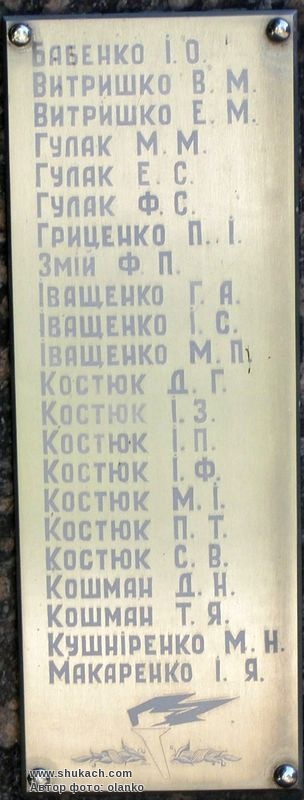 Бабенко І. О.
Витришко В. М.
Витришко Е. М.
Гулак М. М.
Гулак Е. С.
Гулак Ф. С.
Гриценко П. І.
Змій Ф. П.
Іващенко Г. А.
Іващенко І. С.
Іващенко М. П.
Костюк Д. Г.
Костюк І. З.
Костюк І. П.
Костюк І. Ф.
Костюк М. І.
Костюк П. Т.
Костюк С. В.
Кошман Д. Н.
Кошман Т. Я.
Кушніренко М. Н.
Макаренко І. Я.
www.shukach.com
Автор фото: olanko